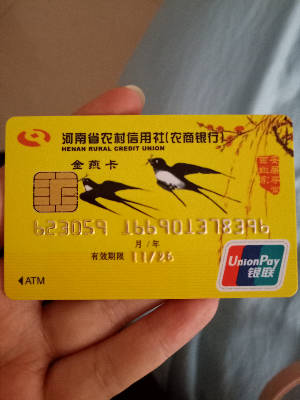 河南省农村信用社(农商银行)
HENAN RURAL CREDIT UNION
金燕卡
623059
月/年
有效期限 11/26
ATM
UnionPay
银联